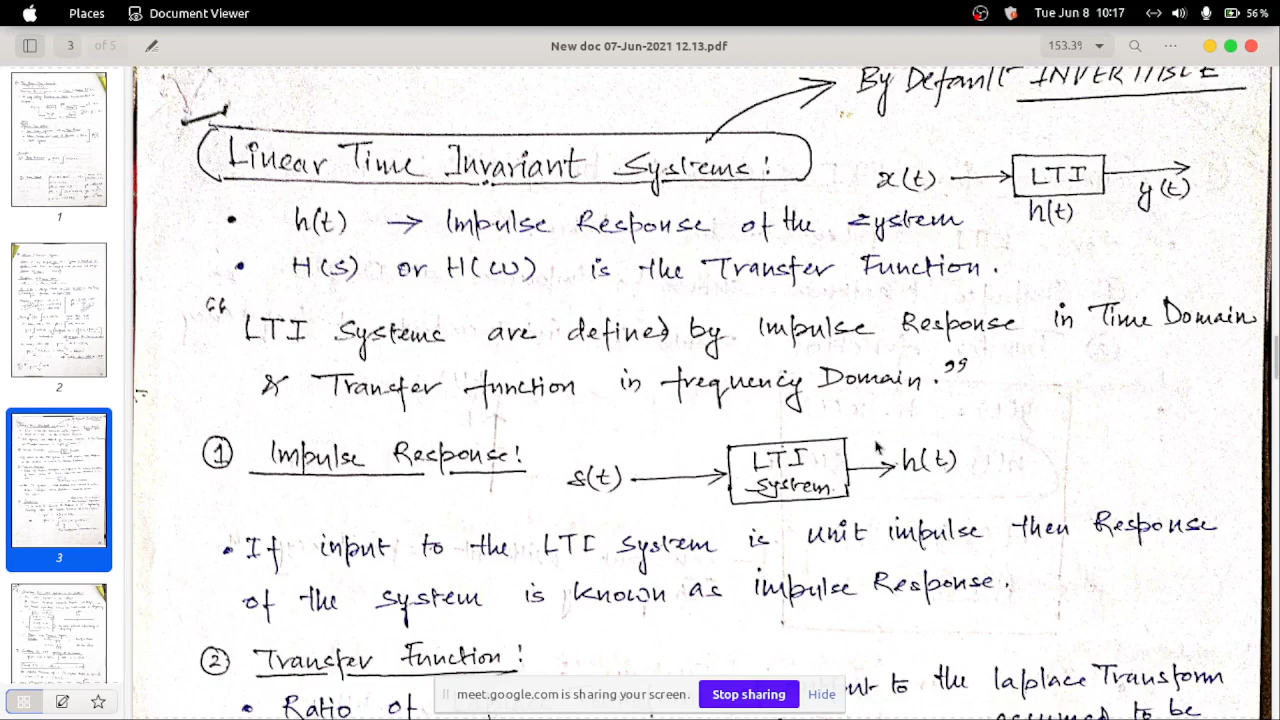 Places Document Viewer Tue Jun 8 10:17 56 %
3 of 5 New doc 07-Jun-2021 12.13.pdf 153.39
By Default INVERTIBLE
Linear Time Invariant Systems:
x(t) LTI y(t)
h(t)
• h(t) → Impulse Response of the System
• H(S) or H(ω) is the Transfer Function.
“ LTI Systems are defined by Impulse Response in Time Domain
& Transfer function in frequency Domain. ”
① Impulse Response:
δ(t) LTI System h(t)
• If input to the LTI System is unit impulse then Response
of the system is known as impulse Response.
② Transfer Function:
• Ratio of
to the laplace Transform
assumed to be
1
2
3
meet.google.com is sharing your screen. Stop sharing Hide